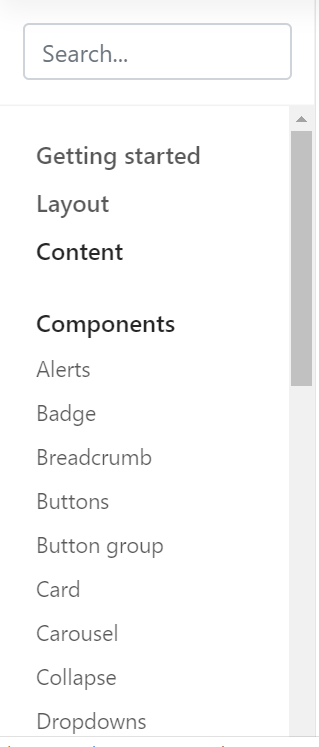 Search...
Getting started
Layout
Content
Components
Alerts
Badge
Breadcrumb
Buttons
Button group
Card
Carousel
Collapse
Dropdowns